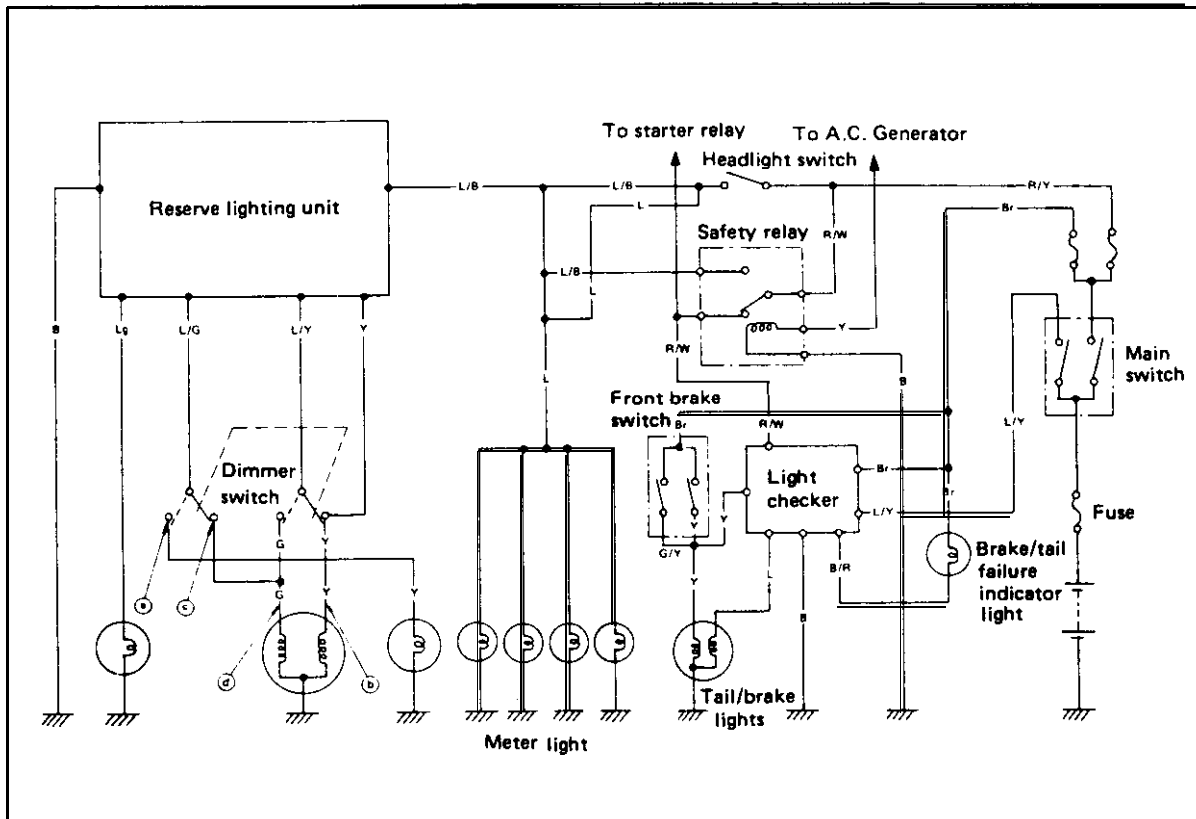 To starter relay
To A.C. Generator
Headlight switch
L/B
L/B
R/Y
Reserve lighting unit
L
Br
R/W
Safety relay
L/B
L
B
Lg
L/G
L/Y
Y
Y
R/W
Main
switch
L
B
Front brake
switch
Br
R/W
L/Y
Dimmer
switch
Light
checker
Br
Br
L/Y
Fuse
G
Y
Y
Y
G/Y
B/R
Brake/tail
failure
indicator
light
L
G
Y
Y
Y
B
e
c
d
b
Tail/brake
lights
Meter light